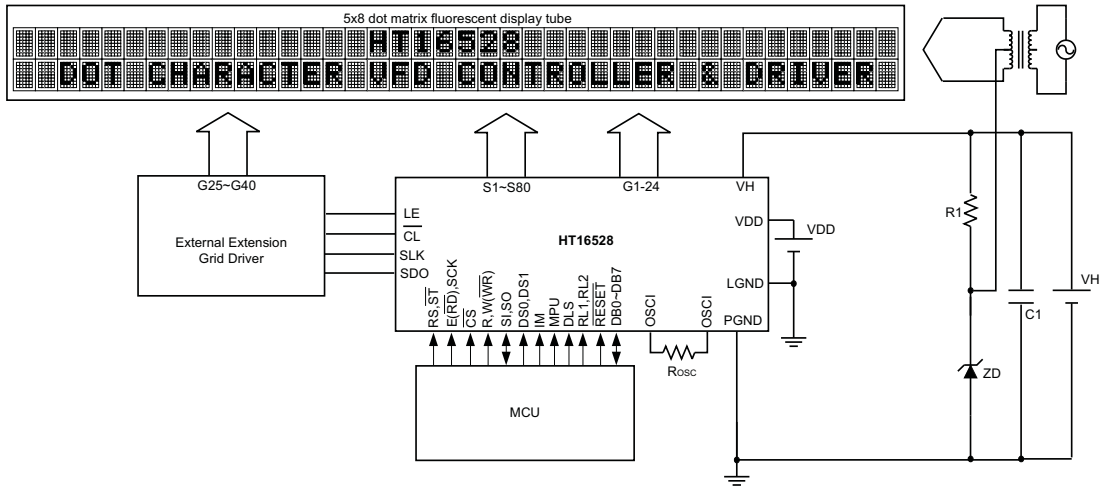 5x8 dot matrix fluorescent display tube
HT16528
DOT CHARACTER VFD CONTROLLER & DRIVER
G25~G40
S1~S80
G1-24
VH
External Extension
Grid Driver
LE
CL
SLK
SDO
HT16528
VDD
VDD
LGND
PGND
RS,ST
E(RD),SCK
CS
R,W(WR)
SI,SO
DS0,DS1
IM
MPU
DLS
RL1,RL2
RESET
DB0~DB7
OSCI
OSCI
ROSC
MCU
R1
C1
VH
ZD